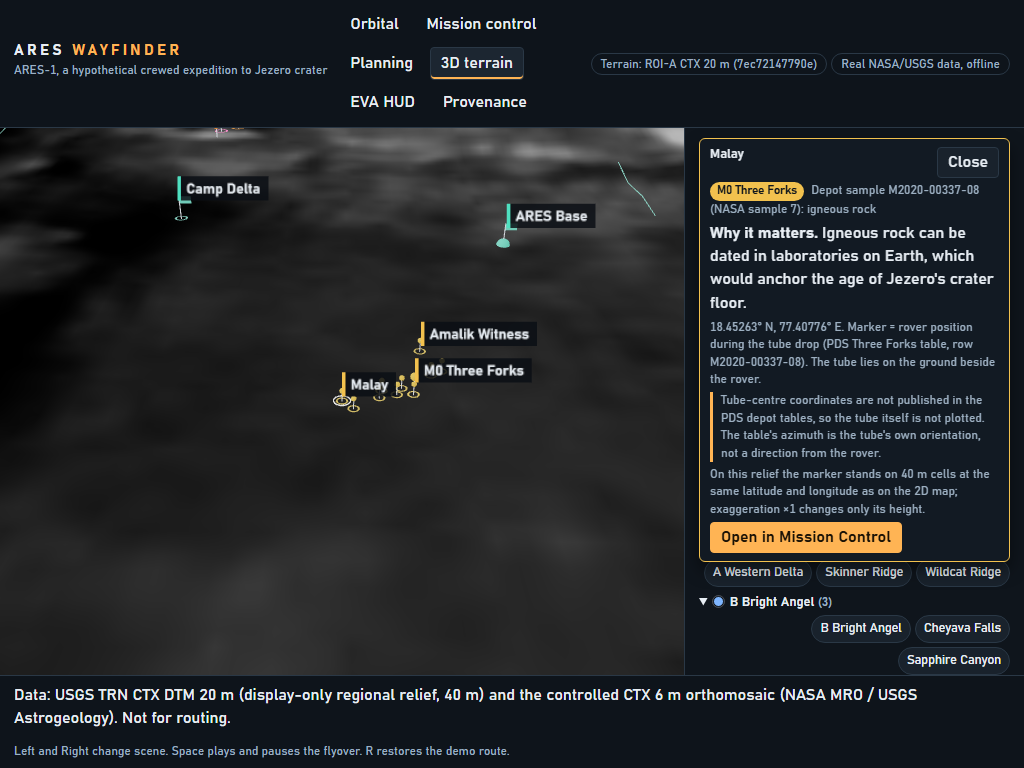 ARES WAYFINDER
ARES-1, a hypothetical crewed expedition to Jezero crater
Orbital
Mission control
Planning
3D terrain
EVA HUD
Provenance
Terrain: ROI-A CTX 20 m (7ec72147790e)
Real NASA/USGS data, offline
Camp Delta
ARES Base
Amalik Witness
M0 Three Forks
Malay
Malay
Close
M0 Three Forks Depot sample M2020-00337-08
(NASA sample 7): igneous rock
Why it matters. Igneous rock can be
dated in laboratories on Earth, which
would anchor the age of Jezero's crater
floor.
18.45263° N, 77.40776° E. Marker = rover position
during the tube drop (PDS Three Forks table, row
M2020-00337-08). The tube lies on the ground beside
the rover.
Tube-centre coordinates are not published in the
PDS depot tables, so the tube itself is not plotted.
The table's azimuth is the tube's own orientation,
not a direction from the rover.
On this relief the marker stands on 40 m cells at the
same latitude and longitude as on the 2D map;
exaggeration ×1 changes only its height.
Open in Mission Control
A Western Delta
Skinner Ridge
Wildcat Ridge
▼ B Bright Angel (3)
B Bright Angel
Cheyava Falls
Sapphire Canyon
Data: USGS TRN CTX DTM 20 m (display-only regional relief, 40 m) and the controlled CTX 6 m orthomosaic (NASA MRO / USGS
Astrogeology). Not for routing.
Left and Right change scene. Space plays and pauses the flyover. R restores the demo route.